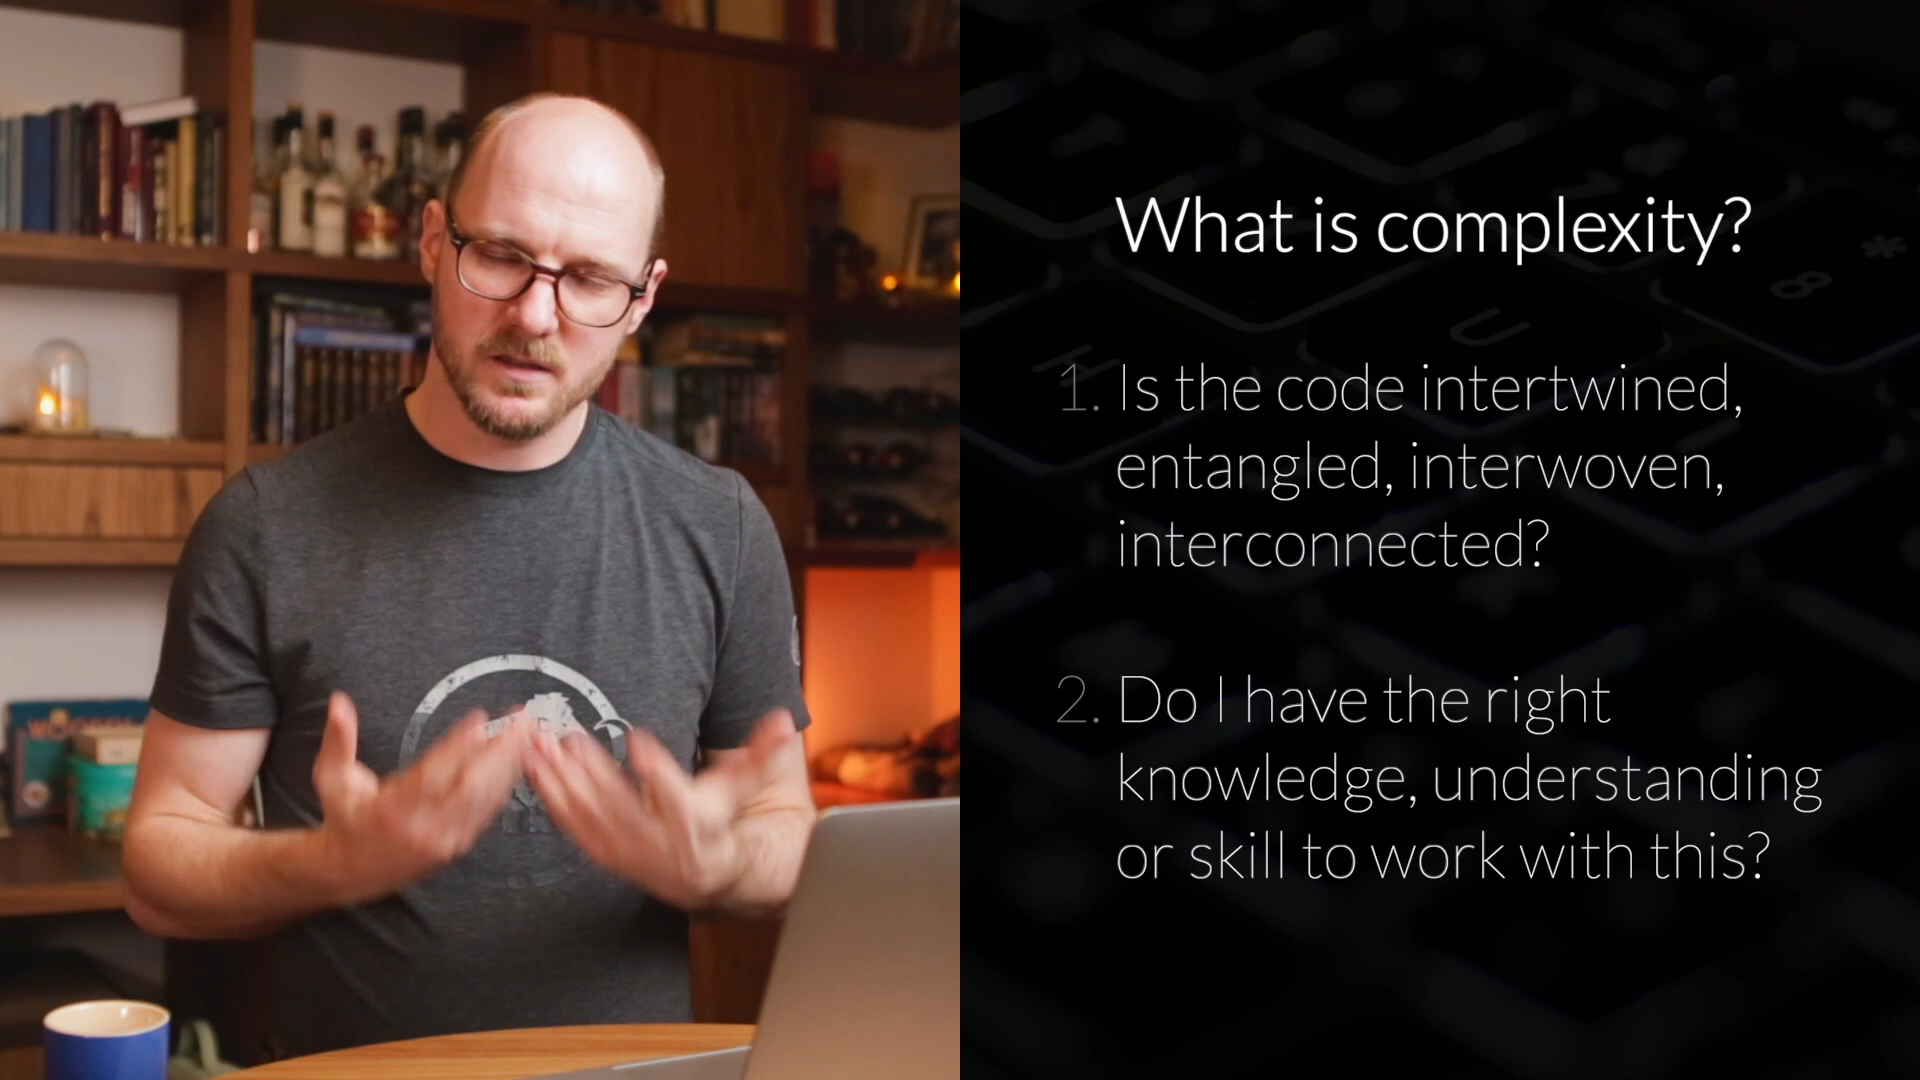 What is complexity?
1. Is the code intertwined,
entangled, interwoven,
interconnected?
2. Do I have the right
knowledge, understanding
or skill to work with this?
8
*
U
H